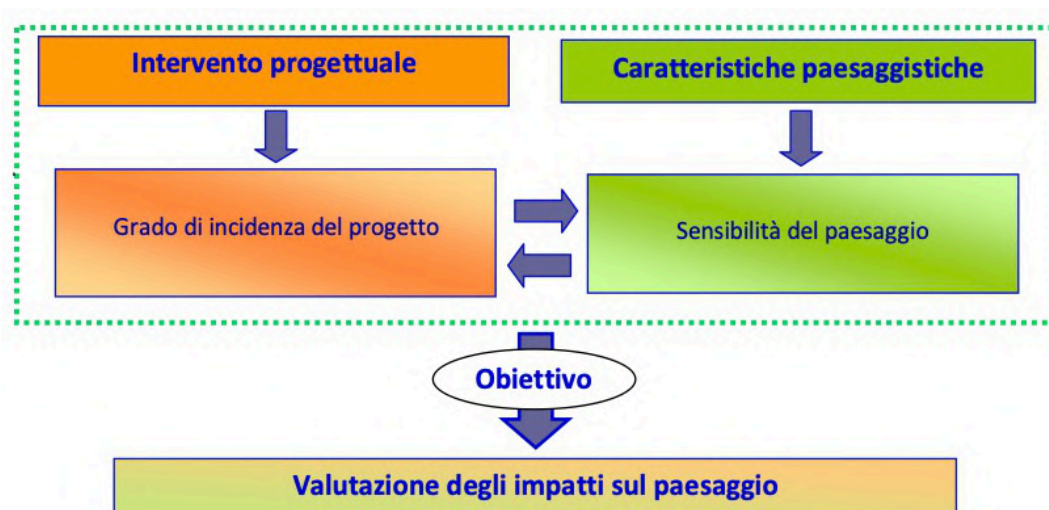 Intervento progettuale
Caratteristiche paesaggistiche
Grado di incidenza del progetto
Sensibilità del paesaggio
Obiettivo
Valutazione degli impatti sul paesaggio